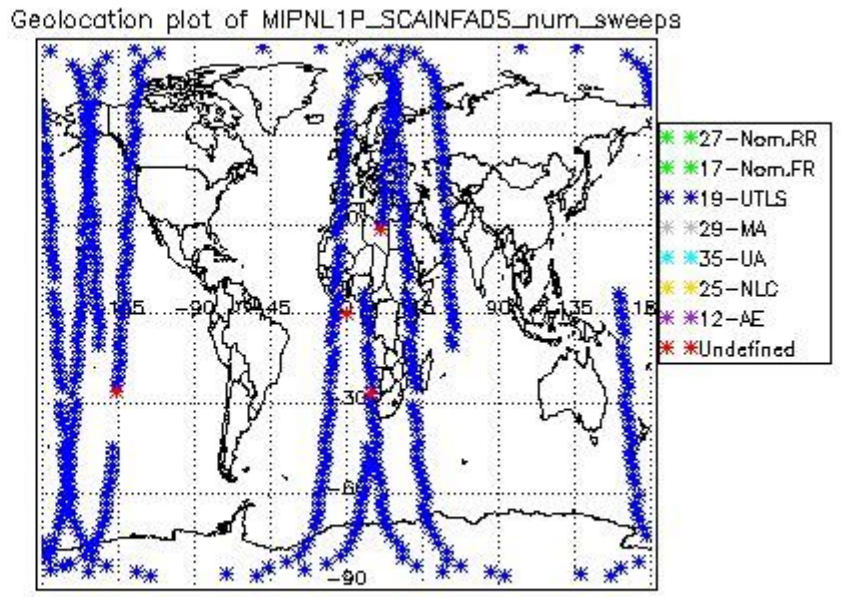 Geolocation plot of MIPNL1P_SCAINFADS_num_sweeps
27-Nom.RR
17-Nom.FR
19-UTLS
29-MA
35-UA
25-NLC
12-AE
Undefined
-90
-45
90
135
-30
-60
-90